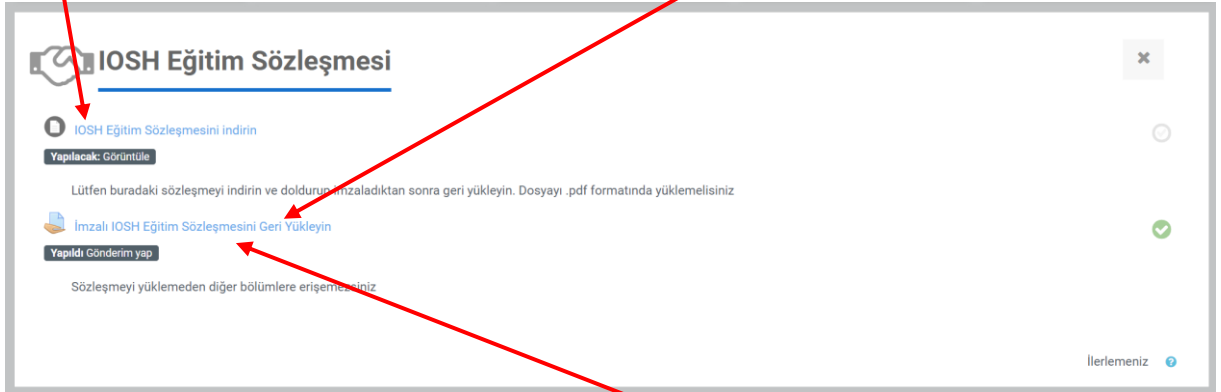 IOSH Eğitim Sözleşmesi
IOSH Eğitim Sözleşmesini indirin
Yapılacak: Görüntüle
Lütfen buradaki sözleşmeyi indirin ve doldurup imzaladıktan sonra geri yükleyin. Dosyayı .pdf formatında yüklemelisiniz
İmzalı IOSH Eğitim Sözleşmesini Geri Yükleyin
Yapıldı Gönderim yap
Sözleşmeyi yüklemeden diğer bölümlere erişemezsiniz
İlerlemeniz